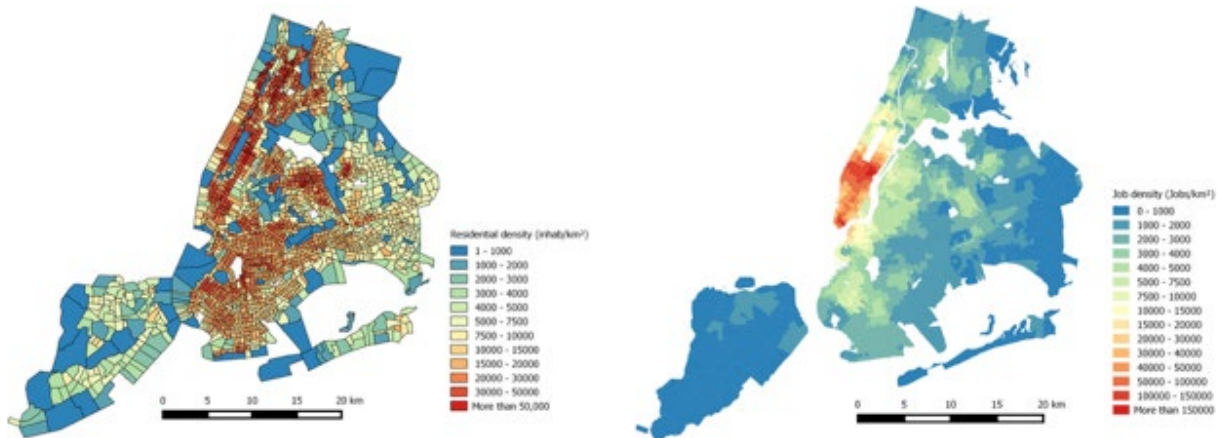 Residential density (inhab/km²)
1 - 1000
1000 - 2000
2000 - 3000
3000 - 4000
4000 - 5000
5000 - 7500
7500 - 10000
10000 - 15000
15000 - 20000
20000 - 30000
30000 - 50000
More than 50,000
0 5 10 15 20 km
Job density (Jobs/km²)
0 - 1000
1000 - 2000
2000 - 3000
3000 - 4000
4000 - 5000
5000 - 7500
7500 - 10000
10000 - 15000
15000 - 20000
20000 - 30000
30000 - 40000
40000 - 50000
50000 - 100000
100000 - 150000
More than 150000
0 5 10 15 20 km